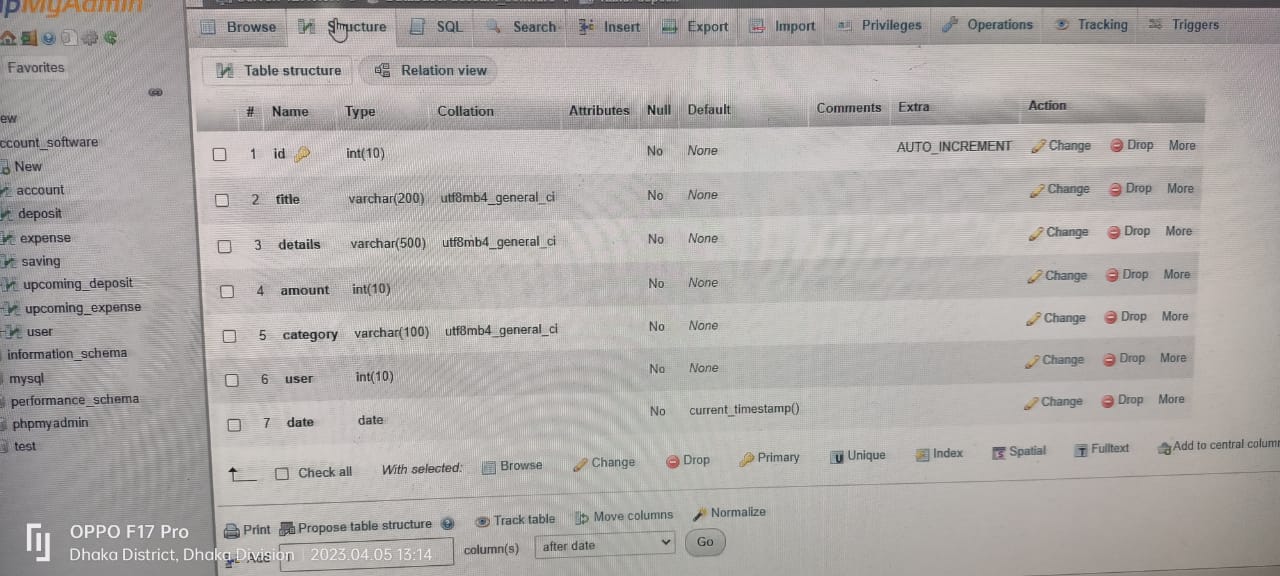 pMyAdmin
Browse Structure SQL Search Insert Export Import Privileges Operations Tracking Triggers
Favorites
Table structure Relation view
# Name Type Collation Attributes Null Default Comments Extra Action
1 id int(10) No None AUTO_INCREMENT Change Drop More
2 title varchar(200) utf8mb4_general_ci No None Change Drop More
3 details varchar(500) utf8mb4_general_ci No None Change Drop More
4 amount int(10) No None Change Drop More
5 category varchar(100) utf8mb4_general_ci No None Change Drop More
6 user int(10) No None Change Drop More
7 date date No current_timestamp() Change Drop More
ew
ccount_software
New
account
deposit
expense
saving
upcoming_deposit
upcoming_expense
user
information_schema
mysql
performance_schema
phpmyadmin
test
Check all With selected: Browse Change Drop Primary Unique Index Spatial Fulltext Add to central colum
Print Propose table structure Track table Move columns Normalize
Add column(s) after date Go
OPPO F17 Pro
Dhaka District, Dhaka Division | 2023.04.05 13:14